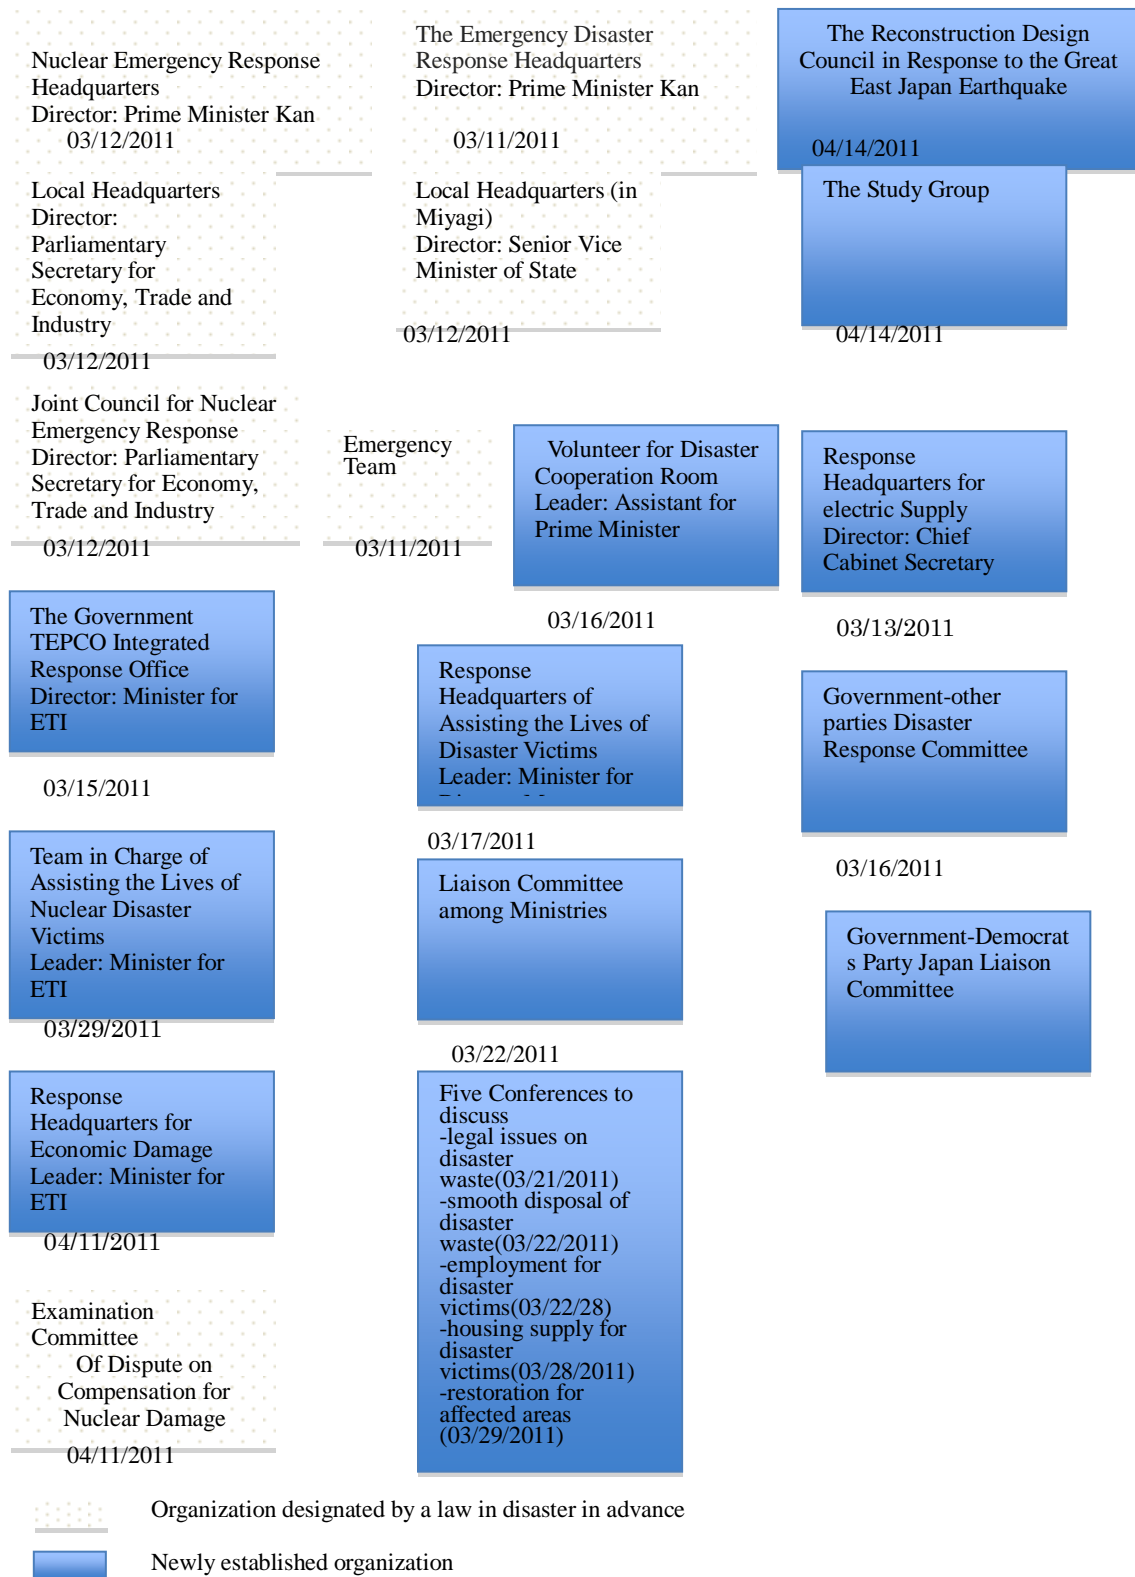 Nuclear Emergency Response
Headquarters
Director: Prime Minister Kan
03/12/2011
The Emergency Disaster
Response Headquarters
Director: Prime Minister Kan
03/11/2011
The Reconstruction Design
Council in Response to the Great
East Japan Earthquake
04/14/2011
Local Headquarters
Director:
Parliamentary
Secretary for
Economy, Trade and
Industry
03/12/2011
Local Headquarters (in
Miyagi)
Director: Senior Vice
Minister of State
03/12/2011
The Study Group
04/14/2011
Joint Council for Nuclear
Emergency Response
Director: Parliamentary
Secretary for Economy,
Trade and Industry
03/12/2011
Emergency
Team
03/11/2011
Volunteer for Disaster
Cooperation Room
Leader: Assistant for
Prime Minister
03/16/2011
Response
Headquarters for
electric Supply
Director: Chief
Cabinet Secretary
03/13/2011
The Government
TEPCO Integrated
Response Office
Director: Minister for
ETI
03/15/2011
Response
Headquarters of
Assisting the Lives of
Disaster Victims
Leader: Minister for
03/17/2011
Government-other
parties Disaster
Response Committee
03/16/2011
Team in Charge of
Assisting the Lives of
Nuclear Disaster
Victims
Leader: Minister for
ETI
03/29/2011
Liaison Committee
among Ministries
03/22/2011
Government-Democrat
s Party Japan Liaison
Committee
Response
Headquarters for
Economic Damage
Leader: Minister for
ETI
04/11/2011
Five Conferences to
discuss
-legal issues on
disaster
waste(03/21/2011)
-smooth disposal of
disaster
waste(03/22/2011)
-employment for
disaster
victims(03/22/28)
-housing supply for
disaster
victims(03/28/2011)
-restoration for
affected areas
(03/29/2011)
Examination
Committee
Of Dispute on
Compensation for
Nuclear Damage
04/11/2011
Organization designated by a law in disaster in advance
Newly established organization